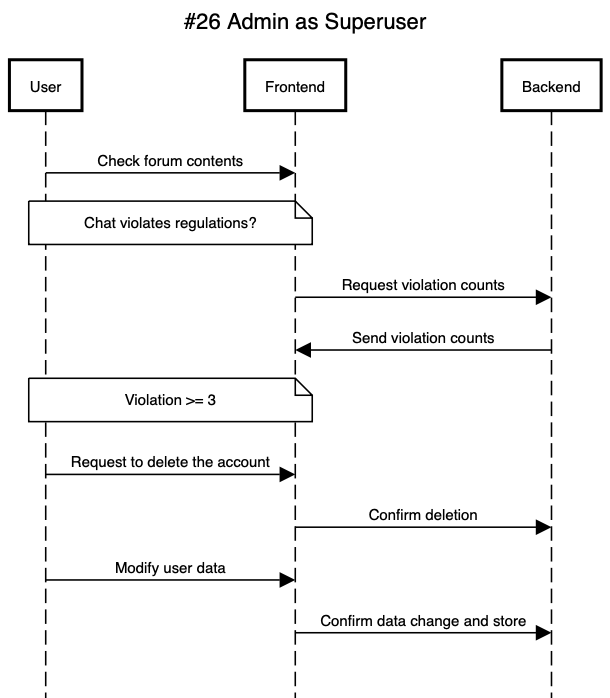 #26 Admin as Superuser
User
Frontend
Backend
Check forum contents
Chat violates regulations?
Request violation counts
Send violation counts
Violation >= 3
Request to delete the account
Confirm deletion
Modify user data
Confirm data change and store